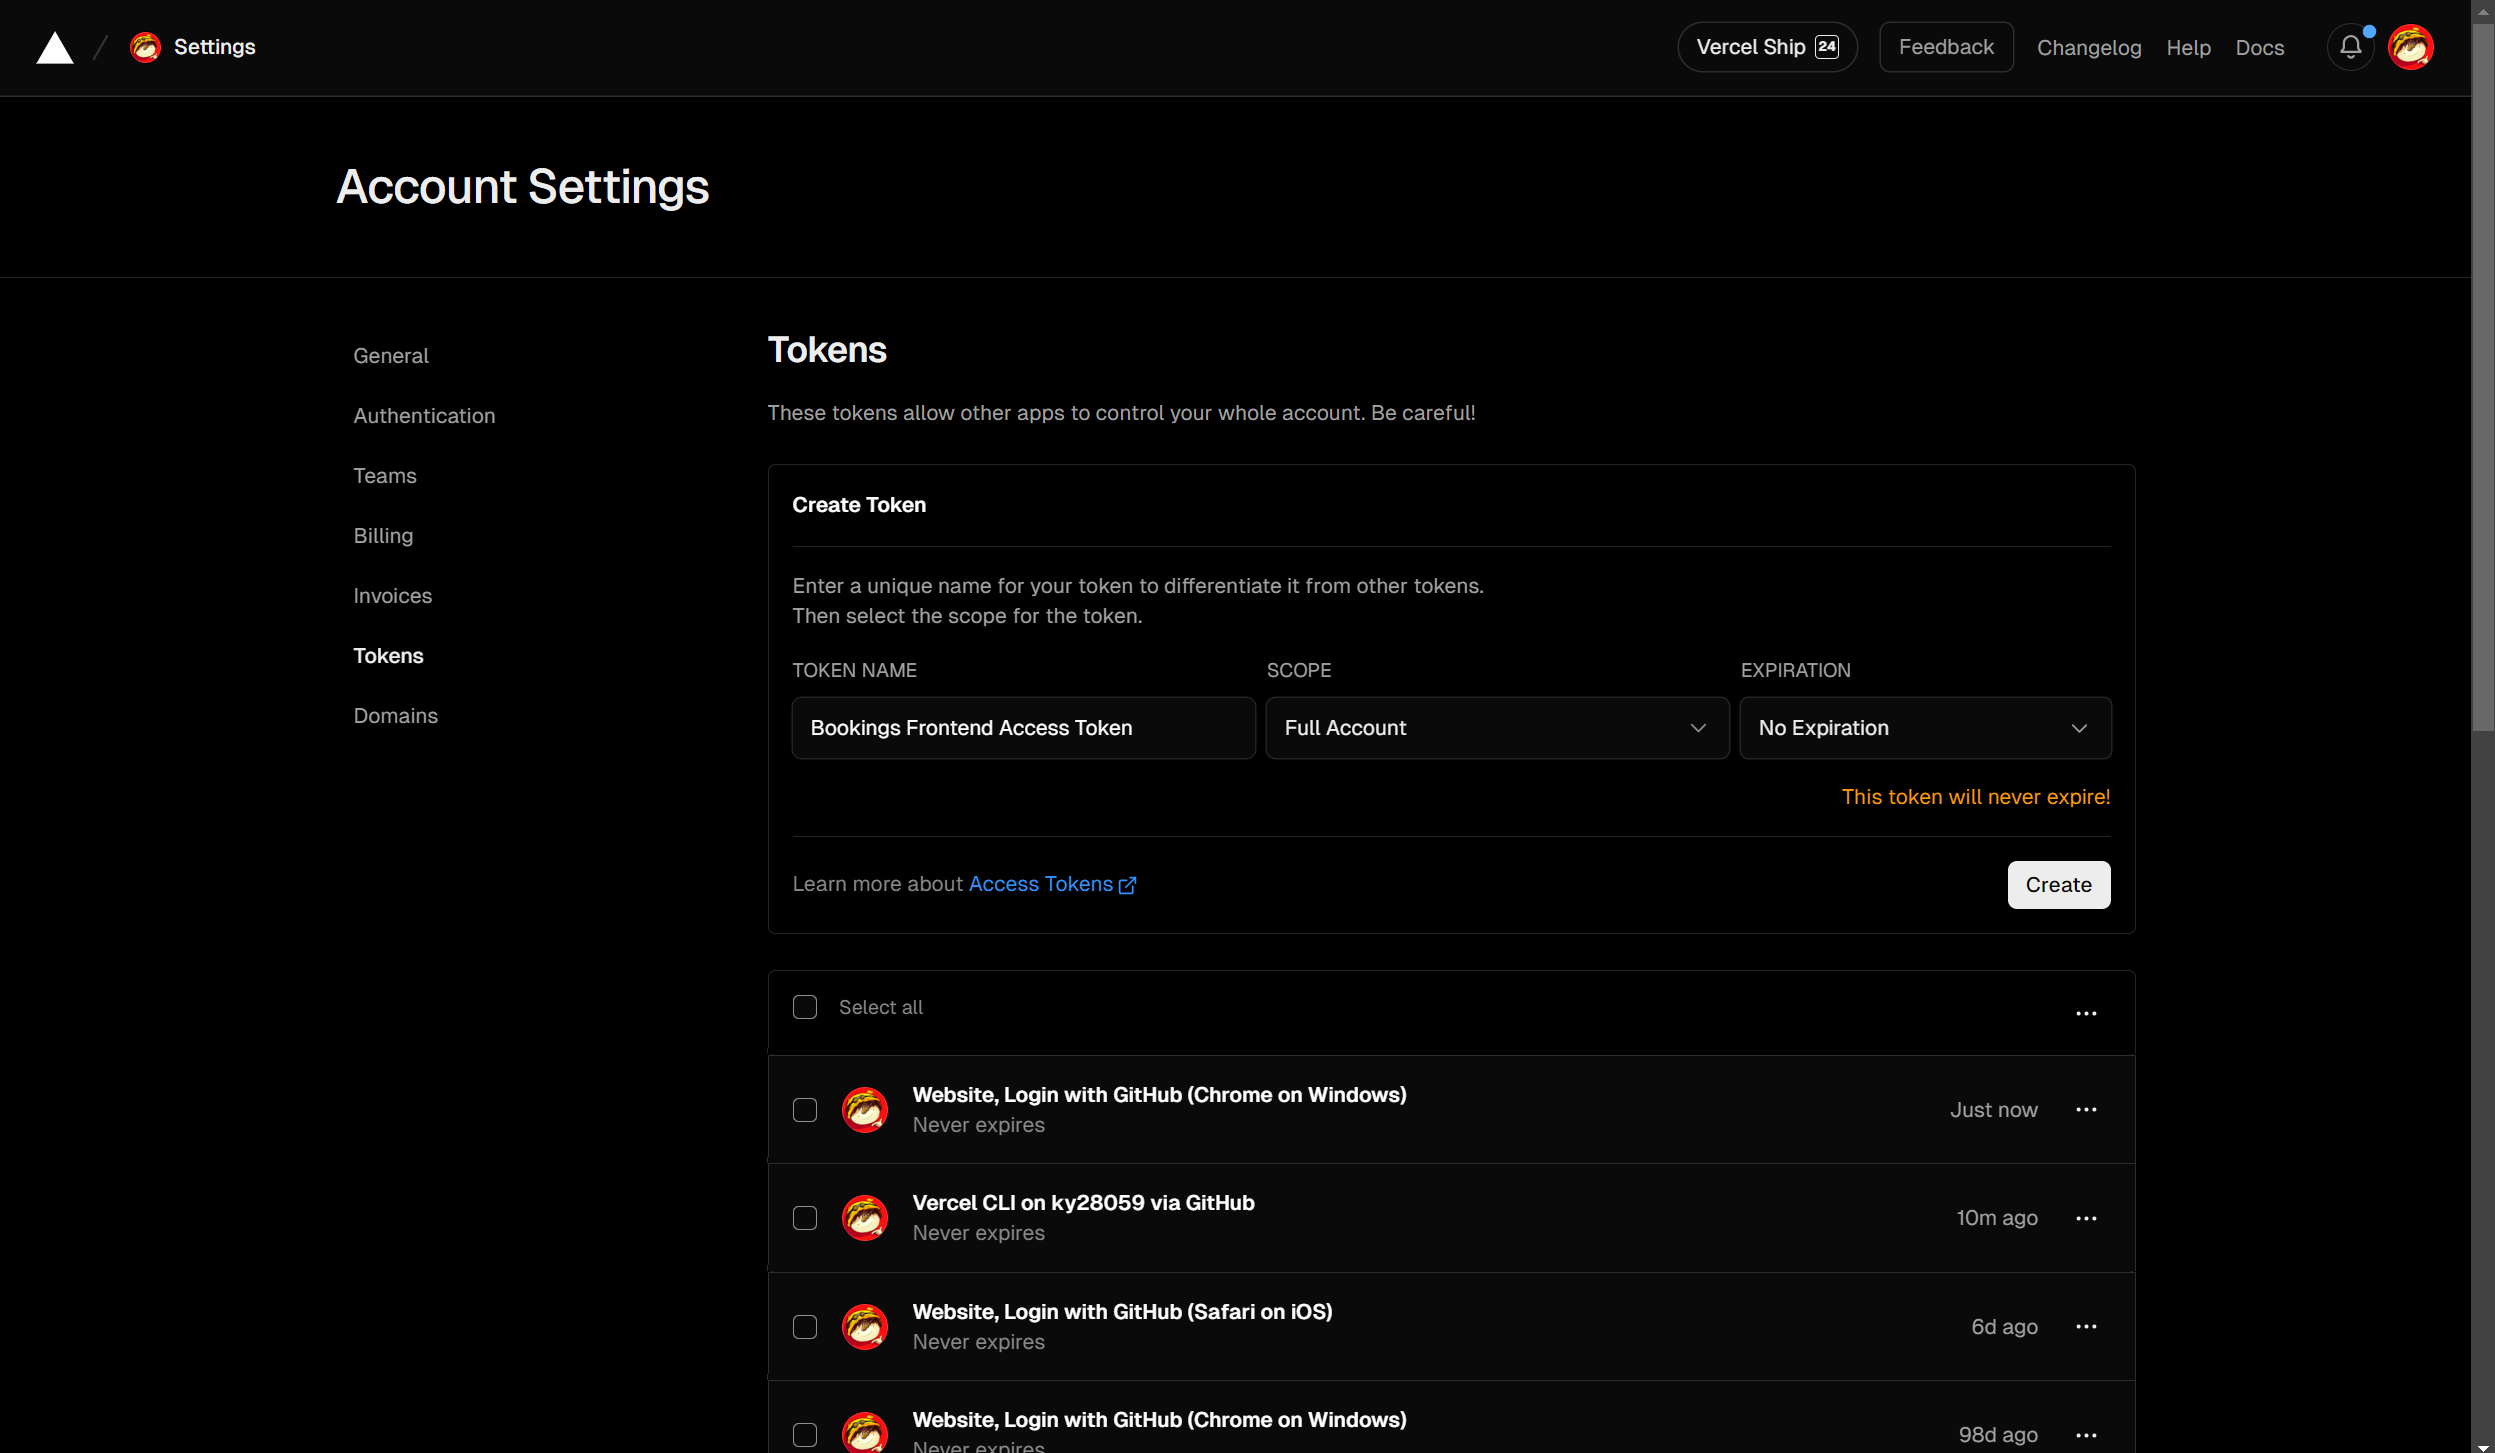 Settings
Vercel Ship 24
Feedback
Changelog
Help
Docs
Account Settings
General
Authentication
Teams
Billing
Invoices
Tokens
Domains
Tokens
These tokens allow other apps to control your whole account. Be careful!
Create Token
Enter a unique name for your token to differentiate it from other tokens.
Then select the scope for the token.
TOKEN NAME
SCOPE
EXPIRATION
Bookings Frontend Access Token
Full Account
No Expiration
This token will never expire!
Learn more about Access Tokens
Create
Select all
Website, Login with GitHub (Chrome on Windows)
Never expires
Just now
Vercel CLI on ky28059 via GitHub
Never expires
10m ago
Website, Login with GitHub (Safari on iOS)
Never expires
6d ago
Website, Login with GitHub (Chrome on Windows)
Never expires
98d ago